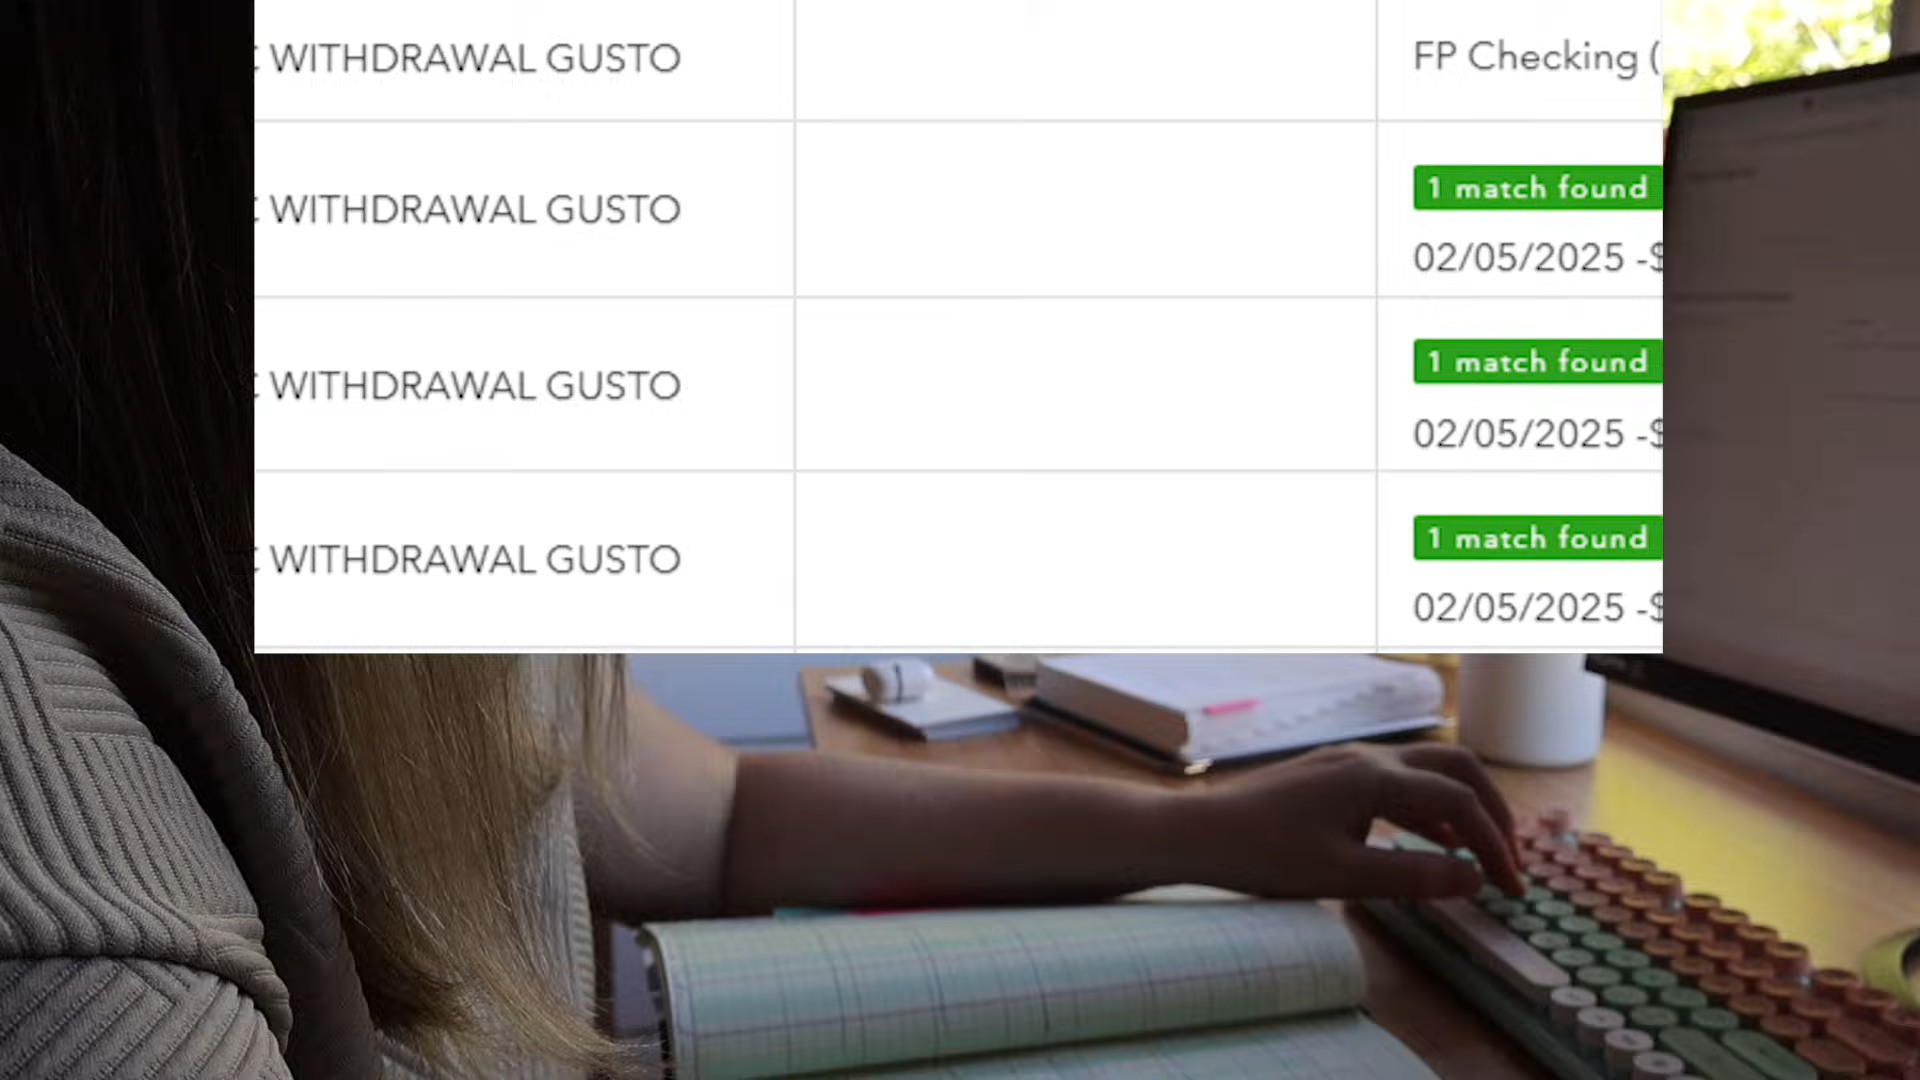 WITHDRAWAL GUSTO
FP Checking (
WITHDRAWAL GUSTO
1 match found
02/05/2025 -$
WITHDRAWAL GUSTO
1 match found
02/05/2025 -$
WITHDRAWAL GUSTO
1 match found
02/05/2025 -$